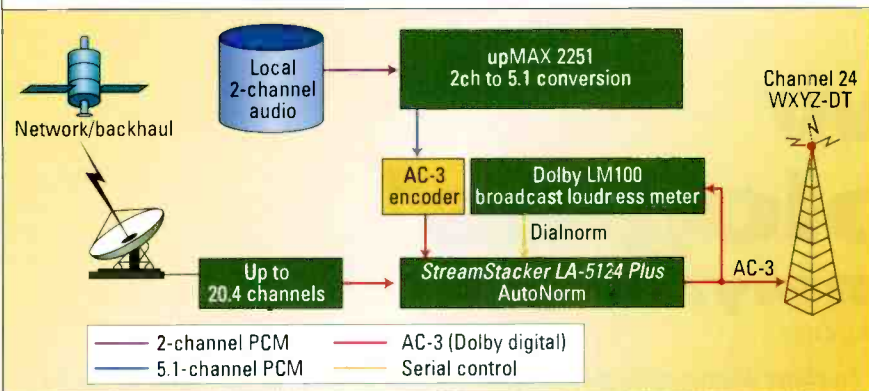 Local
2-channel
audio
upMAX 2251
2ch to 5.1 conversion
Channel 24
WXYZ-DT
Network/backhaul
AC-3
encoder
Dolby LM100
broadcast loudness meter
Dialnorm
Up to
20.4 channels
StreamStacker LA-5124 Plus
AutoNorm
AC-3
2-channel PCM
AC-3 (Dolby digital)
5.1-channel PCM
Serial control